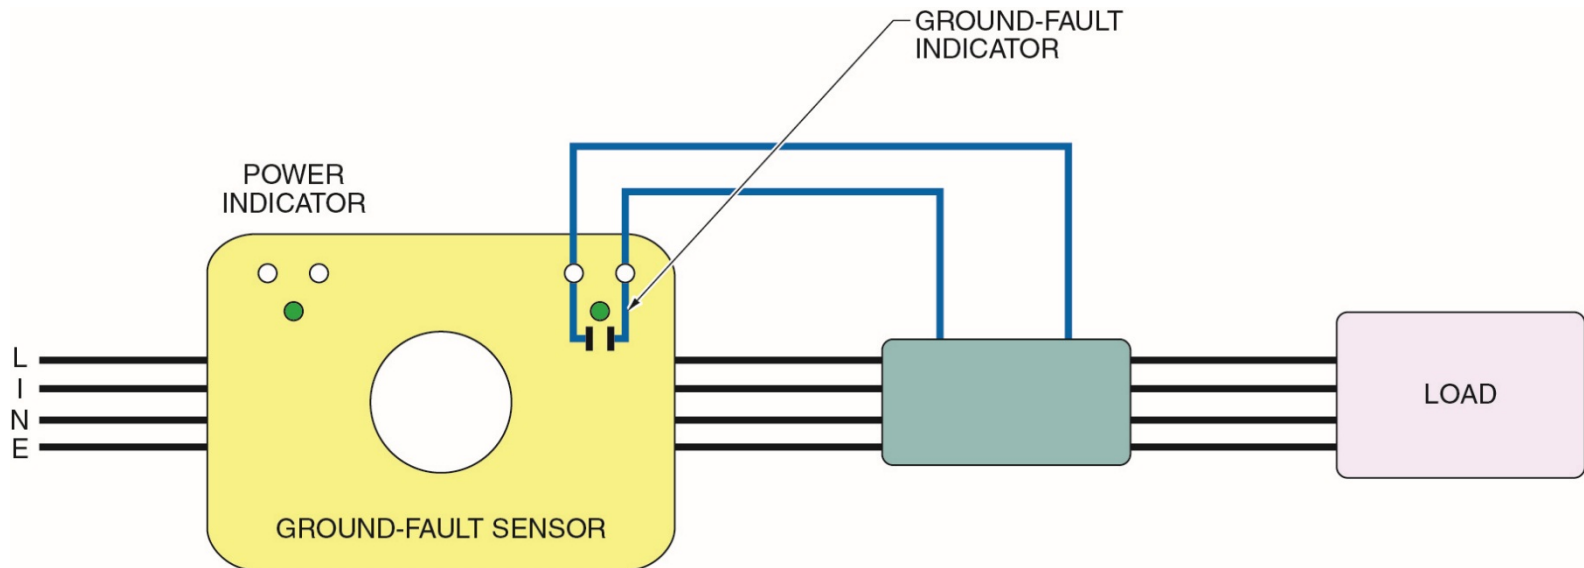 GROUND-FAULT
INDICATOR
POWER
INDICATOR
L
I
N
E
LOAD
GROUND-FAULT SENSOR